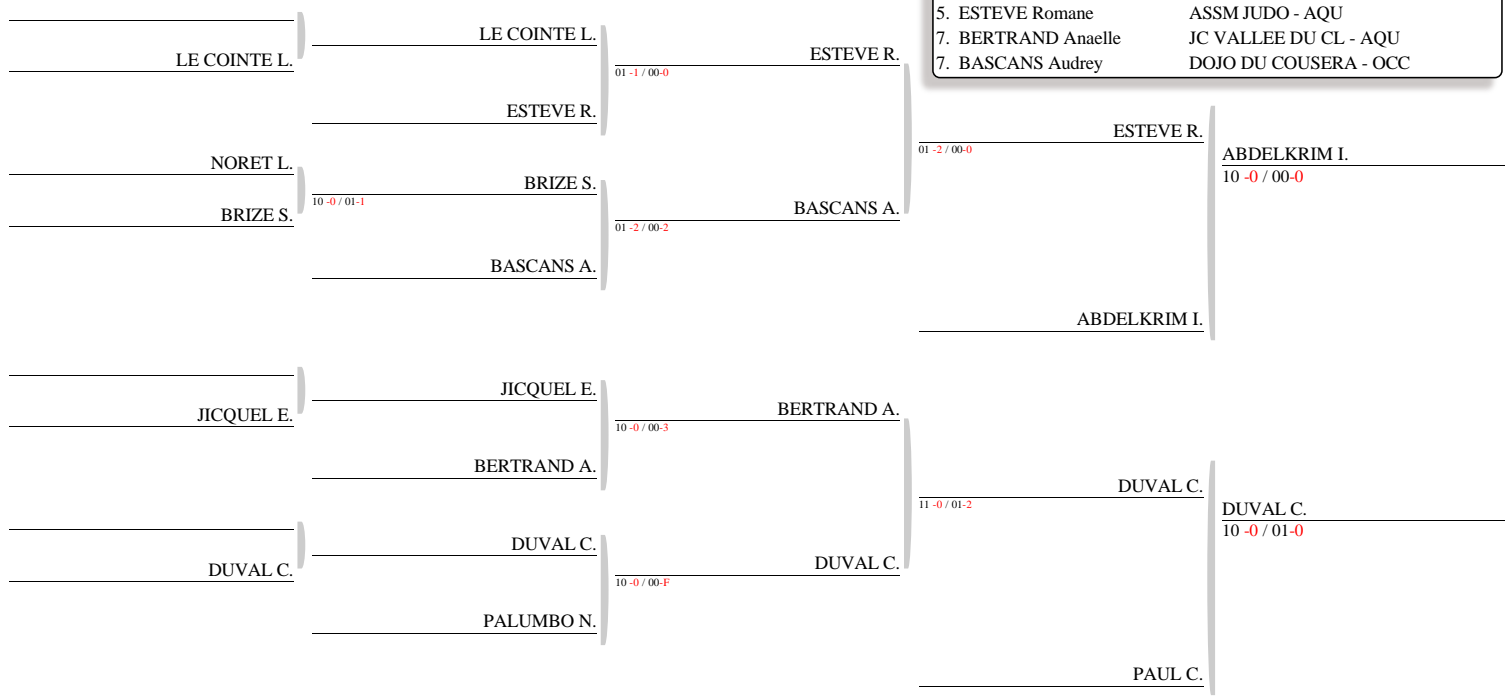 5. ESTEVE Romane ASSM JUDO - AQU
7. BERTRAND Anaelle JC VALLEE DU CL - AQU
7. BASCANS Audrey DOJO DU COUSERA - OCC
LE COINTE L.
LE COINTE L.
ESTEVE R.
01 -1 / 00-0
ESTEVE R.
ESTEVE R.
01 -2 / 00-0
ABDELKRIM I.
10 -0 / 00-0
NORET L.
BRIZE S.
10 -0 / 01-1
BRIZE S.
BASCANS A.
01 -2 / 00-2
BASCANS A.
ABDELKRIM I.
JICQUEL E.
JICQUEL E.
BERTRAND A.
10 -0 / 00-3
BERTRAND A.
DUVAL C.
11 -0 / 01-2
DUVAL C.
10 -0 / 01-0
DUVAL C.
DUVAL C.
DUVAL C.
10 -0 / 00-F
PALUMBO N.
PAUL C.